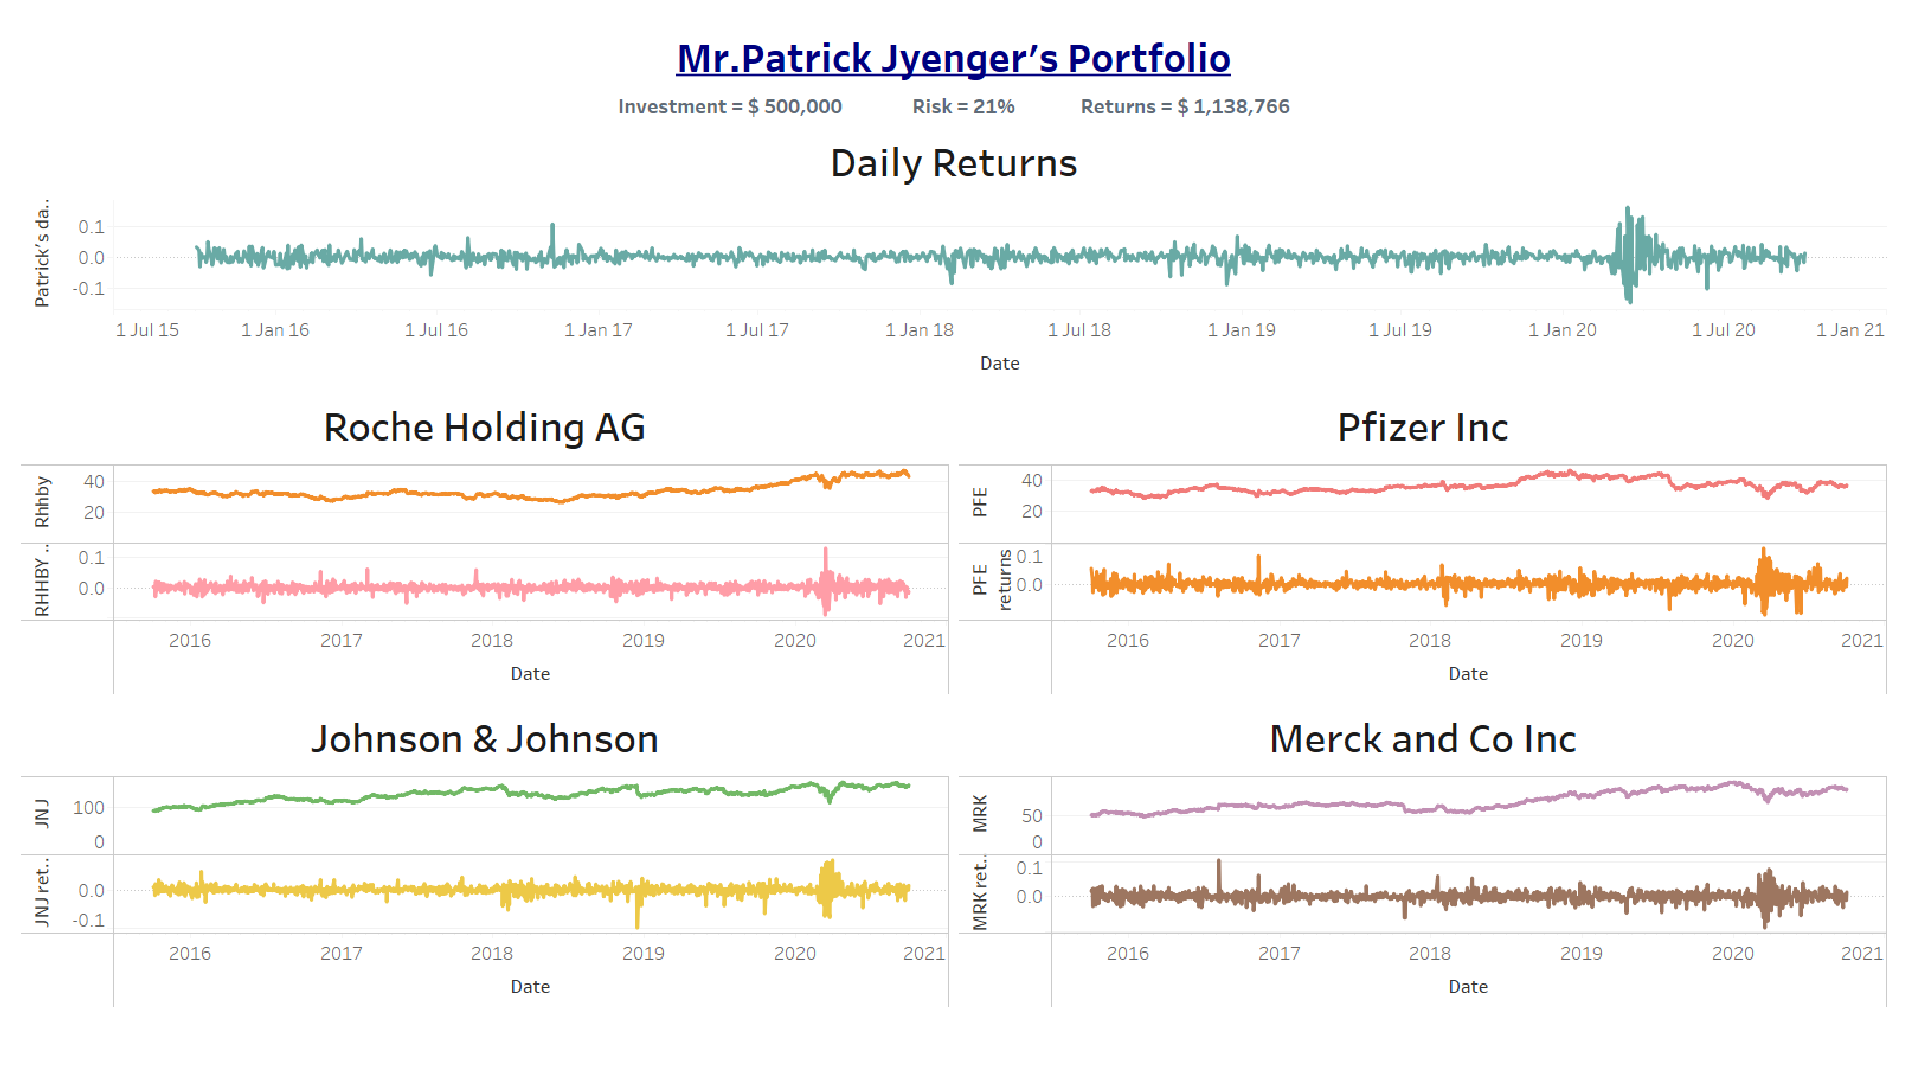 Mr.Patrick Jyenger’s Portfolio
Investment = $ 500,000 Risk = 21% Returns = $ 1,138,766
Daily Returns
Patrick’s da..
0.1
0.0
-0.1
1 Jul 15 1 Jan 16 1 Jul 16 1 Jan 17 1 Jul 17 1 Jan 18 1 Jul 18 1 Jan 19 1 Jul 19 1 Jan 20 1 Jul 20 1 Jan 21
Date
Roche Holding AG
Rhhby
40
20
RHHBY ..
0.1
0.0
2016 2017 2018 2019 2020 2021
Date
Pfizer Inc
PFE
40
20
PFE
returns
0.1
0.0
2016 2017 2018 2019 2020 2021
Date
Johnson & Johnson
JNJ
100
0
JNJ ret..
0.0
-0.1
2016 2017 2018 2019 2020 2021
Date
Merck and Co Inc
MRK
50
0
MRK ret..
0.1
0.0
2016 2017 2018 2019 2020 2021
Date